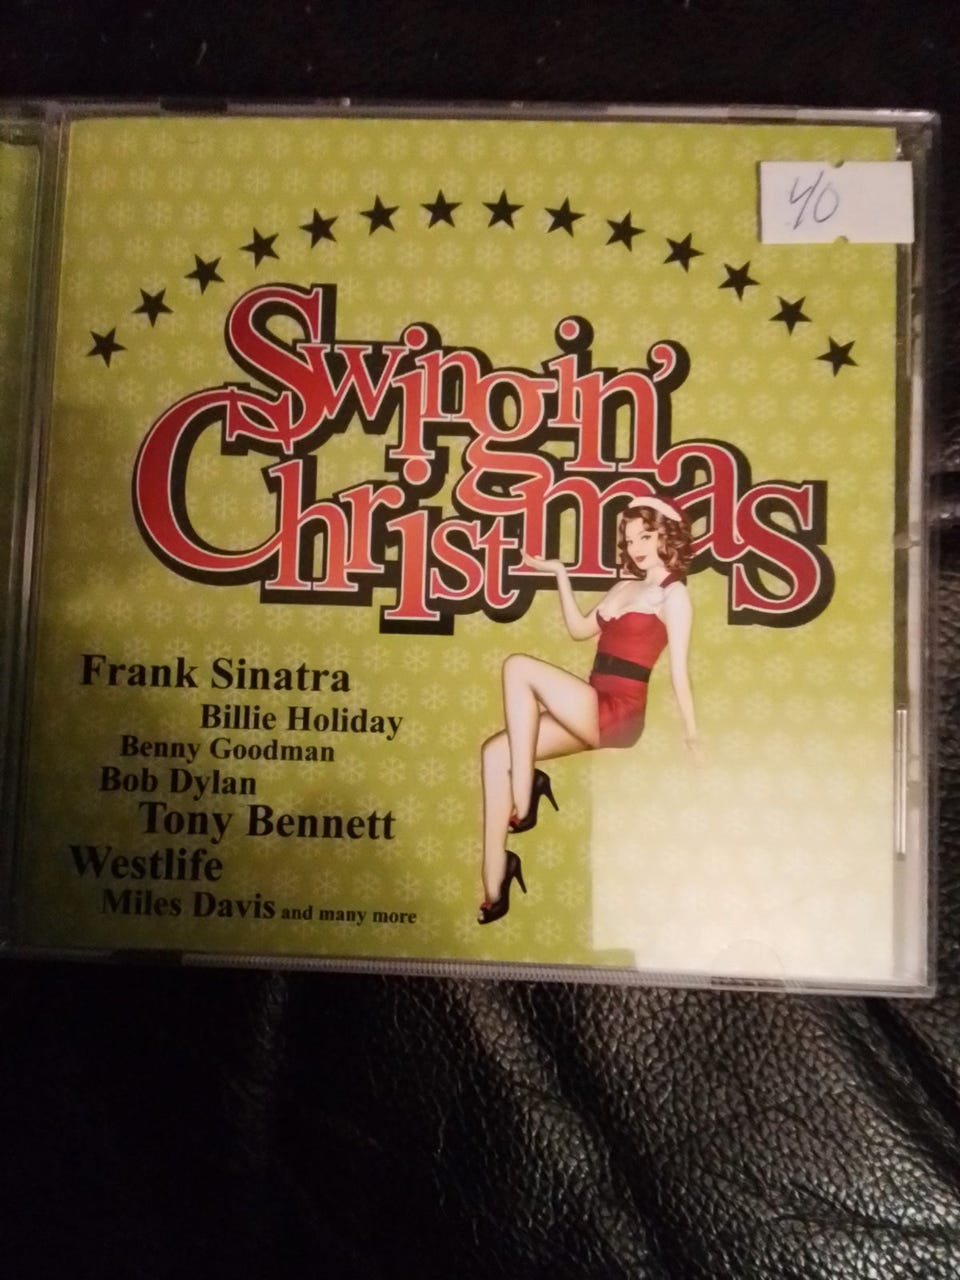 40
Swingin'
Christmas
Frank Sinatra
Billie Holiday
Benny Goodman
Bob Dylan
Tony Bennett
Westlife
Miles Davis and many more